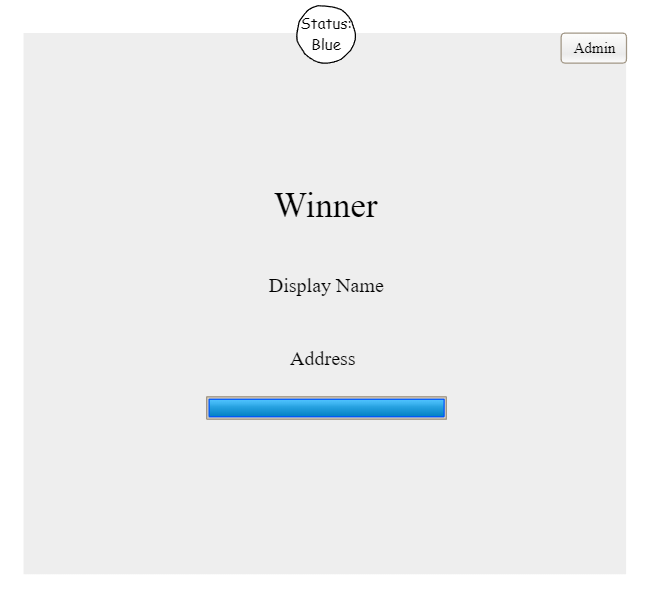 Status:
Blue
Admin
Winner
Display Name
Address